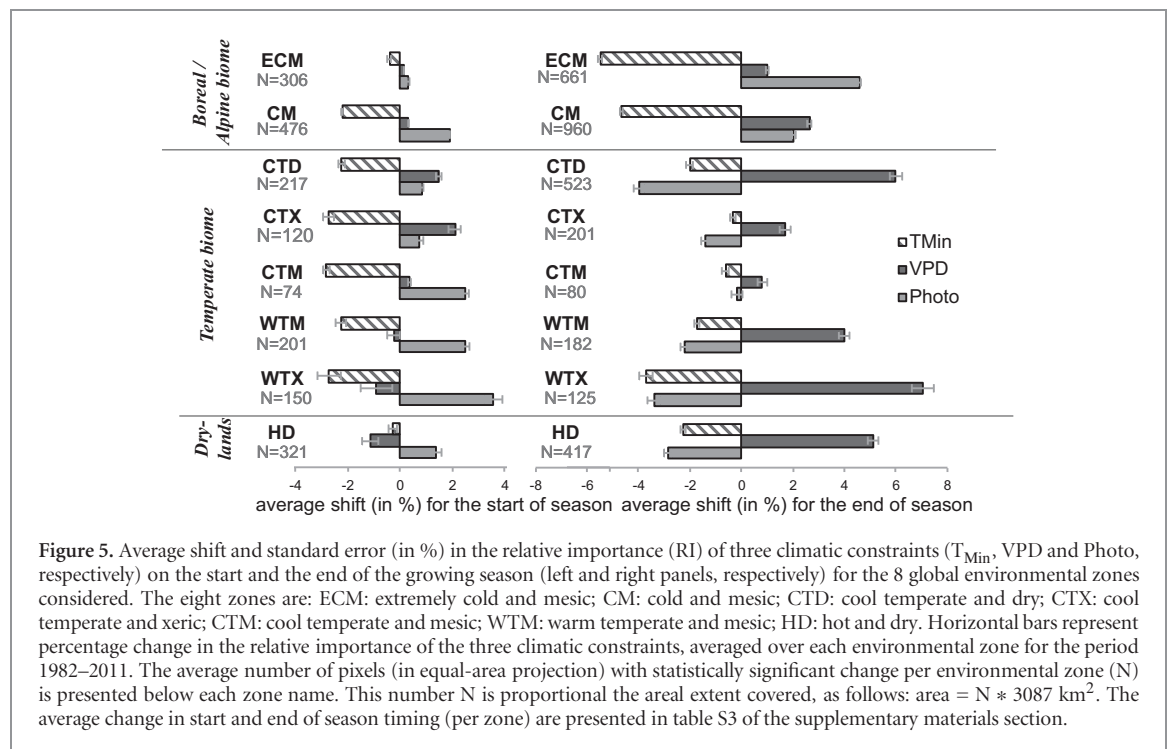 Boreal /
Alpine biome
ECM
N=306
ECM
N=661
CM
N=476
CM
N=960
Temperate biome
CTD
N=217
CTD
N=523
CTX
N=120
CTX
N=201
CTM
N=74
CTM
N=80
WTM
N=201
WTM
N=182
WTX
N=150
WTX
N=125
TMin
VPD
Photo
Dry-
lands
HD
N=321
HD
N=417
-4 -2 0 2 4
-8 -6 -4 -2 0 2 4 6 8
average shift (in %) for the start of season
average shift (in %) for the end of season
Figure 5. Average shift and standard error (in %) in the relative importance (RI) of three climatic constraints (TMin, VPD and Photo,
respectively) on the start and the end of the growing season (left and right panels, respectively) for the 8 global environmental zones
considered. The eight zones are: ECM: extremely cold and mesic; CM: cold and mesic; CTD: cool temperate and dry; CTX: cool
temperate and xeric; CTM: cool temperate and mesic; WTM: warm temperate and mesic; HD: hot and dry. Horizontal bars represent
percentage change in the relative importance of the three climatic constraints, averaged over each environmental zone for the period
1982–2011. The average number of pixels (in equal-area projection) with statistically significant change per environmental zone (N)
is presented below each zone name. This number N is proportional the areal extent covered, as follows: area = N ∗ 3087 km². The
average change in start and end of season timing (per zone) are presented in table S3 of the supplementary materials section.